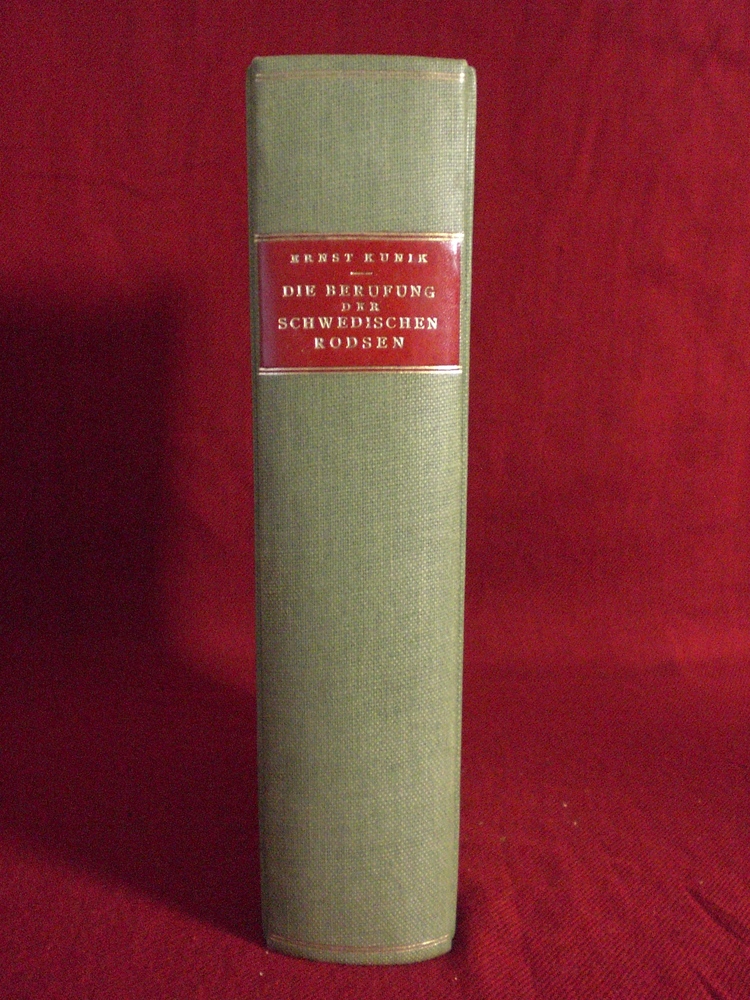 ERNST KUNIK
DIE BERUFUNG
DER
SCHWEDISCHEN
RODSEN